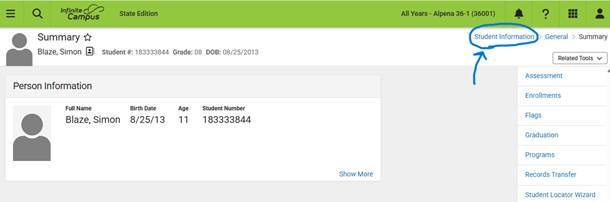 Infinite Campus State Edition All Years - Alpena 36-1 (36001)
Summary
Student Information > General > Summary
Blaze, Simon Student #: 183333844 Grade: 08 DOB: 08/25/2013
Related Tools
Person Information
Full Name Birth Date Age Student Number
Blaze, Simon 8/25/13 11 183333844
Show More
Assessment
Enrollments
Flags
Graduation
Programs
Records Transfer
Student Locator Wizard